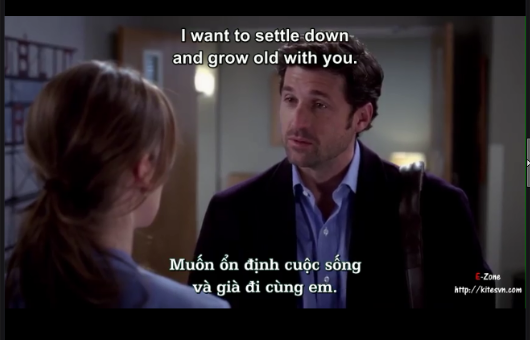 I want to settle down
and grow old with you.
Muốn ổn định cuộc sống
và già đi cùng em.
E-Zone
http://kitesvn.com